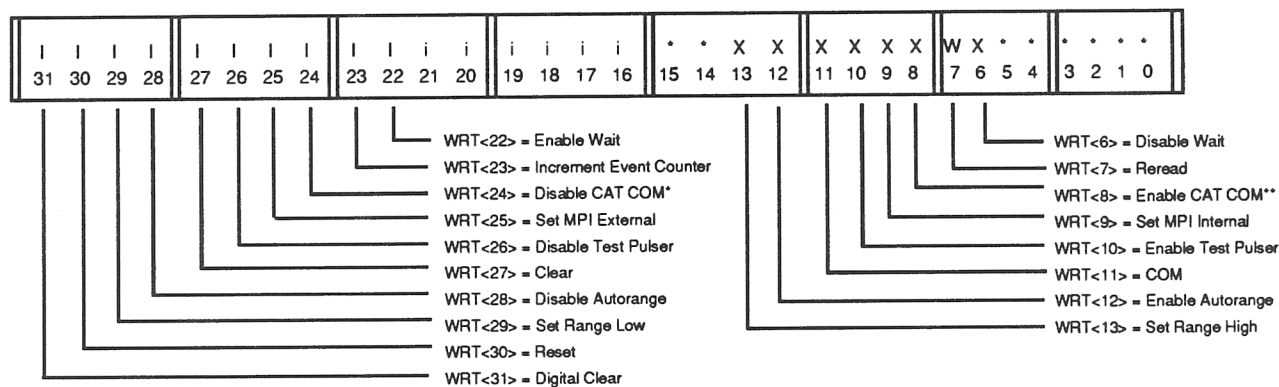 I I I I I I I I I I i i i i i i * * X X X X X X W X * * * * * *
31 30 29 28 27 26 25 24 23 22 21 20 19 18 17 16 15 14 13 12 11 10 9 8 7 6 5 4 3 2 1 0
WRT<22> = Enable Wait
WRT<23> = Increment Event Counter
WRT<24> = Disable CAT COM*
WRT<25> = Set MPI External
WRT<26> = Disable Test Pulser
WRT<27> = Clear
WRT<28> = Disable Autorange
WRT<29> = Set Range Low
WRT<30> = Reset
WRT<31> = Digital Clear
WRT<6> = Disable Wait
WRT<7> = Reread
WRT<8> = Enable CAT COM**
WRT<9> = Set MPI Internal
WRT<10> = Enable Test Pulser
WRT<11> = COM
WRT<12> = Enable Autorange
WRT<13> = Set Range High